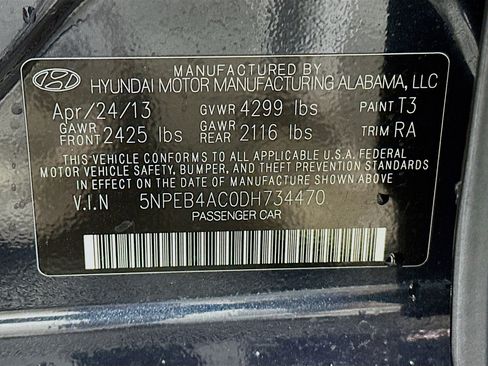 MANUFACTURED BY
HYUNDAI MOTOR MANUFACTURING ALABAMA, LLC
Apr/24/13 GVWR 4299 lbs PAINT T3
GAWR FRONT 2425 lbs GAWR REAR 2116 lbs TRIM RA
THIS VEHICLE CONFORMS TO ALL APPLICABLE U.S.A. FEDERAL
MOTOR VEHICLE SAFETY, BUMPER, AND THEFT PREVENTION STANDARDS
IN EFFECT ON THE DATE OF MANUFACTURE SHOWN ABOVE.
V.I.N 5NPEB4AC0DH734470
PASSENGER CAR